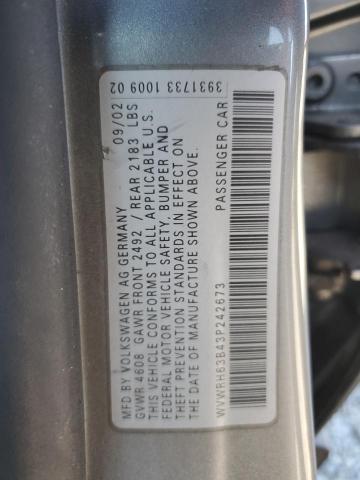 3931733 1009 02
MFD.BY VOLKSWAGEN AG GERMANY 09/02
GVWR 4608 GAWR FRONT 2492 / REAR 2183 LBS
THIS VEHICLE CONFORMS TO ALL APPLICABLE U.S.
FEDERAL MOTOR VEHICLE SAFETY, BUMPER AND
THEFT PREVENTION STANDARDS IN EFFECT ON
THE DATE OF MANUFACTURE SHOWN ABOVE.
WVWRH63B43P242673 PASSENGER CAR